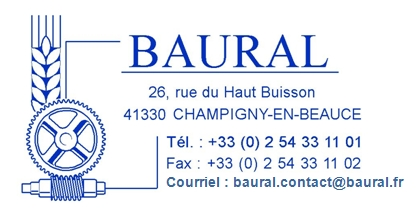 BAURAL
26, rue du Haut Buisson
41330 CHAMPIGNY-EN-BEAUCE
Tél. : +33 (0) 2 54 33 11 01
Fax : +33 (0) 2 54 33 11 02
Courriel : baural.contact@baural.fr